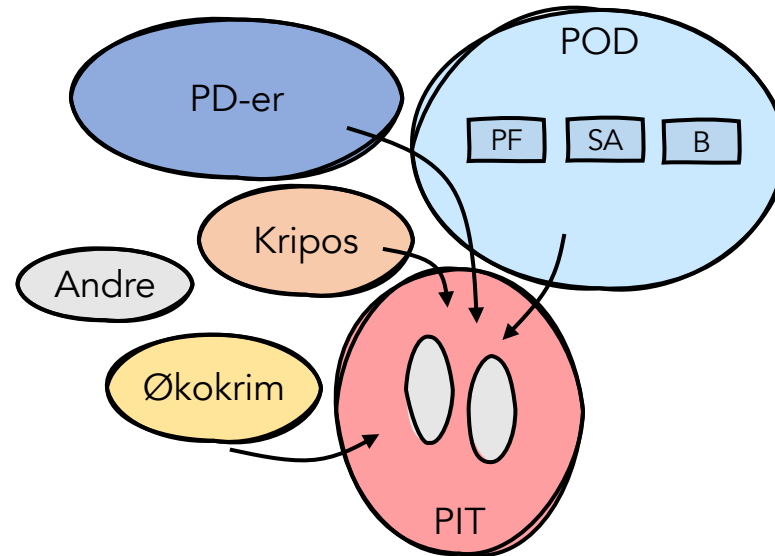 POD
PD-er
PF
SA
B
Kripos
Andre
Økokrim
PIT